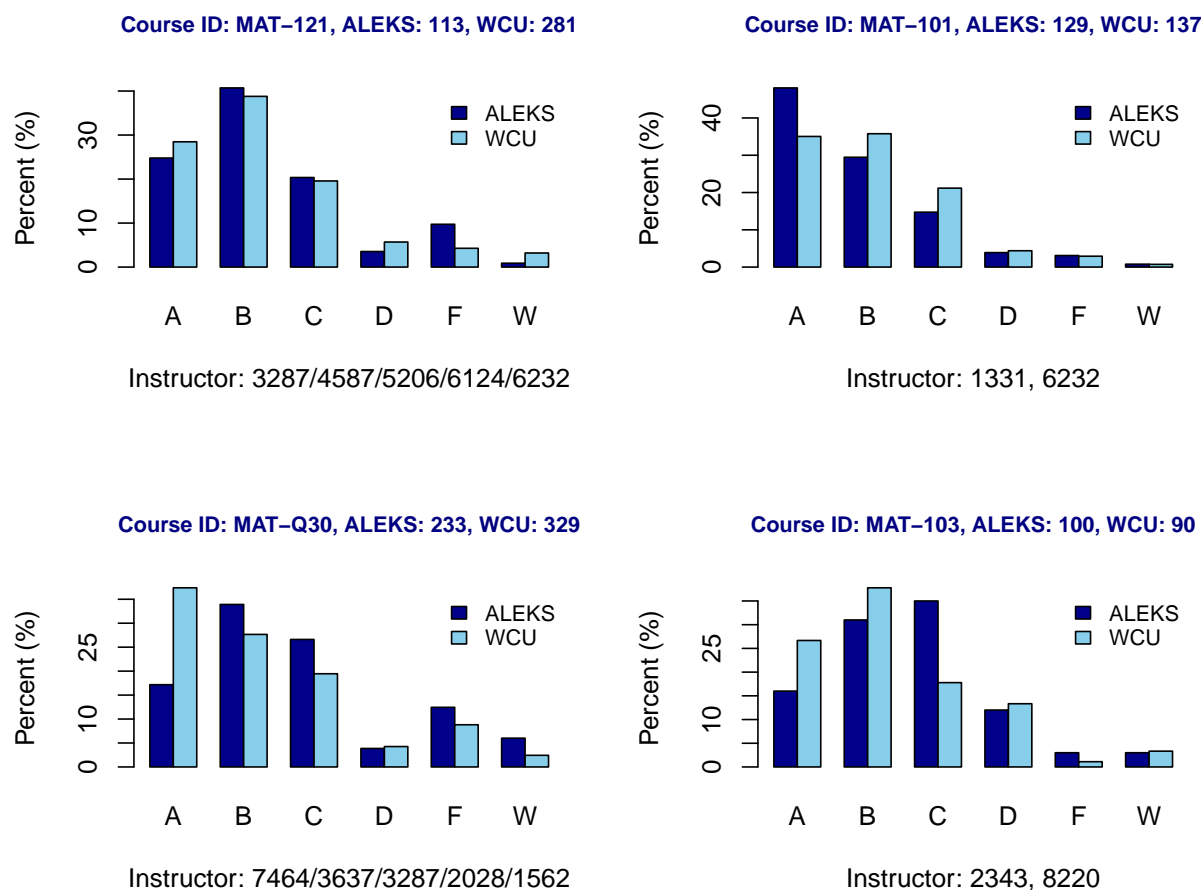 Course ID: MAT−121, ALEKS: 113, WCU: 281
Percent (%)
0 10 30
ALEKS
WCU
A B C D F W
Instructor: 3287/4587/5206/6124/6232
Course ID: MAT−101, ALEKS: 129, WCU: 137
Percent (%)
0 20 40
ALEKS
WCU
A B C D F W
Instructor: 1331, 6232
Course ID: MAT−Q30, ALEKS: 233, WCU: 329
Percent (%)
0 10 25
ALEKS
WCU
A B C D F W
Instructor: 7464/3637/3287/2028/1562
Course ID: MAT−103, ALEKS: 100, WCU: 90
Percent (%)
0 10 25
ALEKS
WCU
A B C D F W
Instructor: 2343, 8220